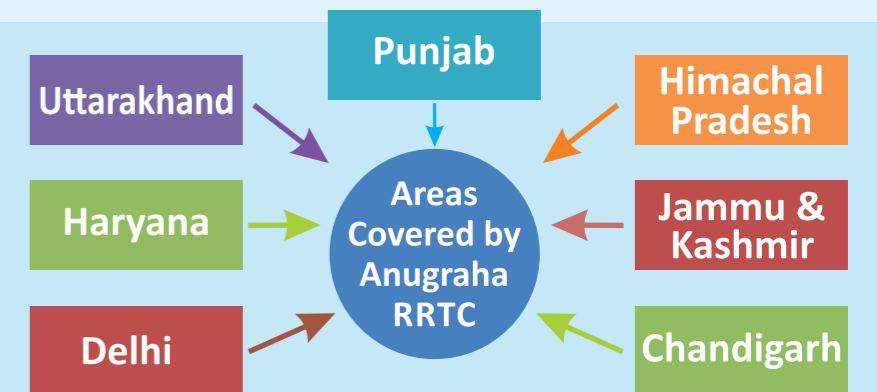 Punjab
Uttarakhand
Himachal
Pradesh
Haryana
Areas
Covered by
Anugraha
RRTC
Jammu &
Kashmir
Delhi
Chandigarh